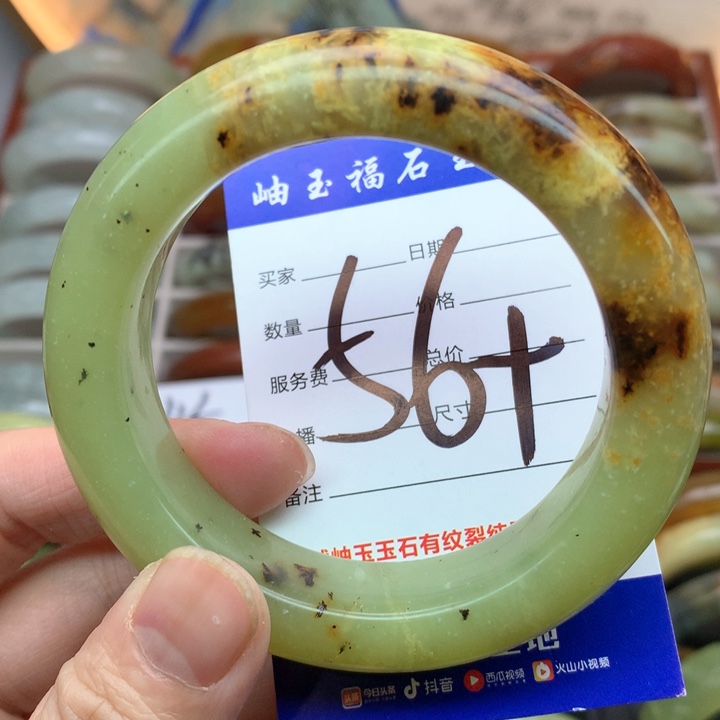 岫玉福石
买家 日期
数量 价格
服务费 总价
播 尺寸
备注
56+
岫玉玉石有纹裂
地
今日头条 抖音 西瓜视频 火山小视频